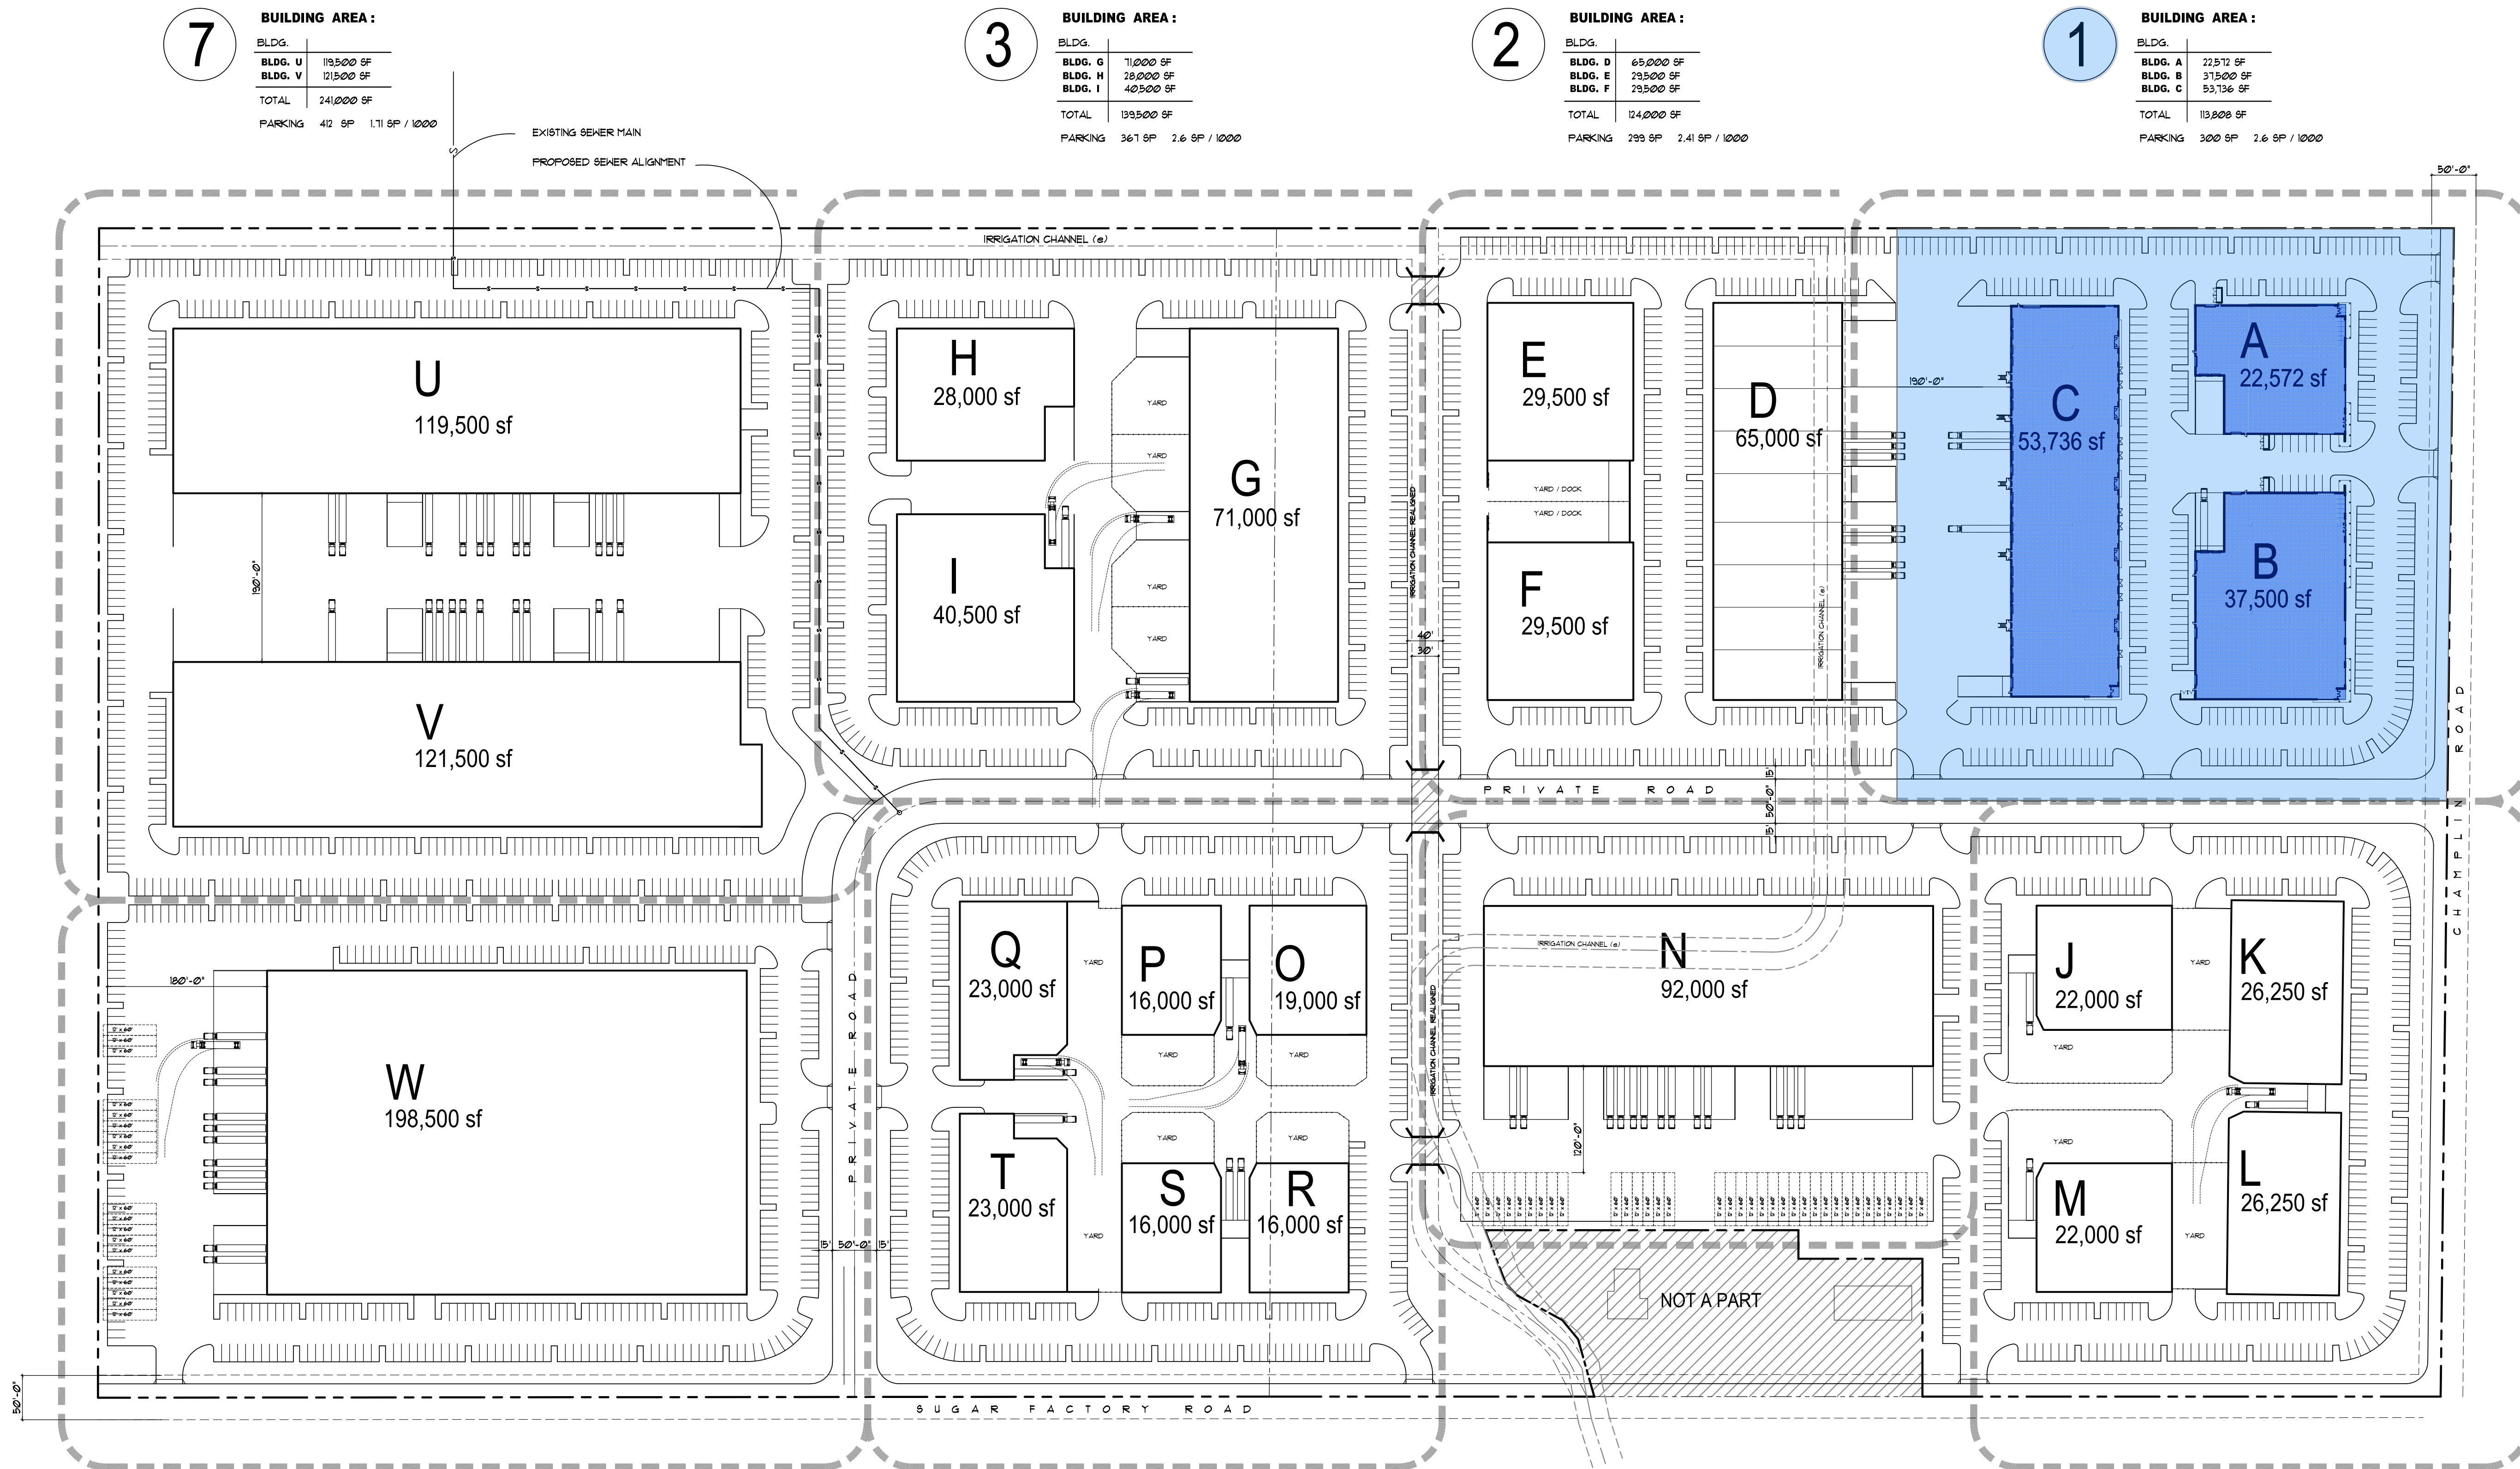 7
BUILDING AREA :
BLDG.
BLDG. U 119,500 SF
BLDG. V 121,500 SF
TOTAL 241,000 SF
PARKING 412 SP 1.71 SP / 1000
3
BUILDING AREA :
BLDG.
BLDG. G 71,000 SF
BLDG. H 28,000 SF
BLDG. I 40,500 SF
TOTAL 139,500 SF
PARKING 367 SP 2.6 SP / 1000
2
BUILDING AREA :
BLDG.
BLDG. D 65,000 SF
BLDG. E 29,500 SF
BLDG. F 29,500 SF
TOTAL 124,000 SF
PARKING 299 SP 2.41 SP / 1000
1
BUILDING AREA :
BLDG.
BLDG. A 22,572 SF
BLDG. B 37,500 SF
BLDG. C 53,736 SF
TOTAL 113,808 SF
PARKING 300 SP 2.6 SP / 1000
EXISTING SEWER MAIN
PROPOSED SEWER ALIGNMENT
50'-0"
IRRIGATION CHANNEL (e)
U
119,500 sf
190'-0"
V
121,500 sf
H
28,000 sf
I
40,500 sf
YARD
YARD
YARD
YARD
G
71,000 sf
IRRIGATION CHANNEL REALIGNED
40'
30'
E
29,500 sf
YARD / DOCK
YARD / DOCK
F
29,500 sf
D
65,000 sf
IRRIGATION CHANNEL (e)
190'-0"
C
53,736 sf
A
22,572 sf
B
37,500 sf
CHAMPLIN ROAD
PRIVATE ROAD
15' 50'-0" 15'
180'-0"
12' x 60'
W
198,500 sf
PRIVATE ROAD
15' 50'-0" 15'
Q
23,000 sf
YARD
P
16,000 sf
YARD
O
19,000 sf
YARD
T
23,000 sf
YARD
YARD
S
16,000 sf
YARD
R
16,000 sf
IRRIGATION CHANNEL REALIGNED
IRRIGATION CHANNEL (e)
N
92,000 sf
120'-0"
12' x 60'
NOT A PART
J
22,000 sf
YARD
YARD
K
26,250 sf
YARD
M
22,000 sf
YARD
L
26,250 sf
50'-0"
SUGAR FACTORY ROAD